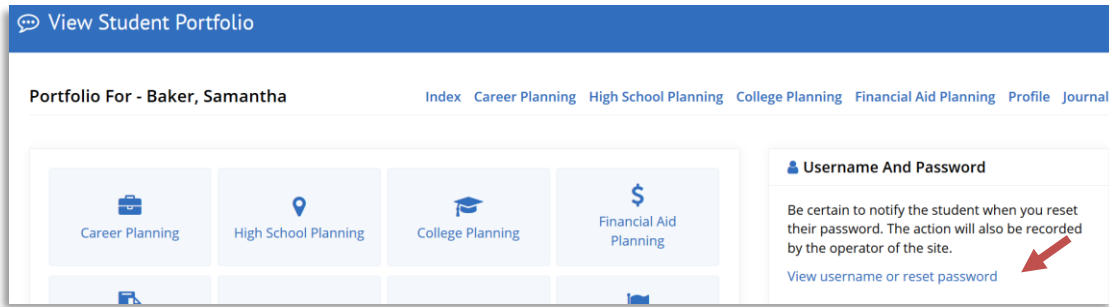 View Student Portfolio
Portfolio For - Baker, Samantha
Index Career Planning High School Planning College Planning Financial Aid Planning Profile Journal
Career Planning
High School Planning
College Planning
Financial Aid
Planning
Username And Password
Be certain to notify the student when you reset
their password. The action will also be recorded
by the operator of the site.
View username or reset password